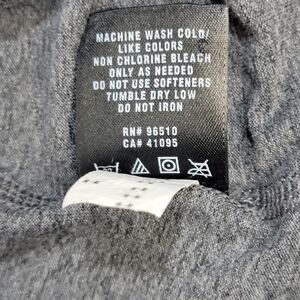 MACHINE WASH COLD/
LIKE COLORS
NON CHLORINE BLEACH
ONLY AS NEEDED
DO NOT USE SOFTENERS
TUMBLE DRY LOW
DO NOT IRON
RN# 96510
CA# 41095